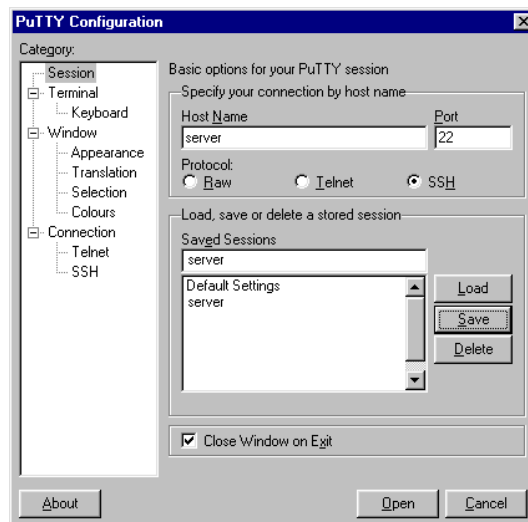 PuTTY Configuration
Category:
Session
Terminal
Keyboard
Window
Appearance
Translation
Selection
Colours
Connection
Telnet
SSH
Basic options for your PuTTY session
Specify your connection by host name
Host Name Port
server 22
Protocol:
Raw Telnet SSH
Load, save or delete a stored session
Saved Sessions
server
Default Settings
server
Load
Save
Delete
Close Window on Exit
About Open Cancel